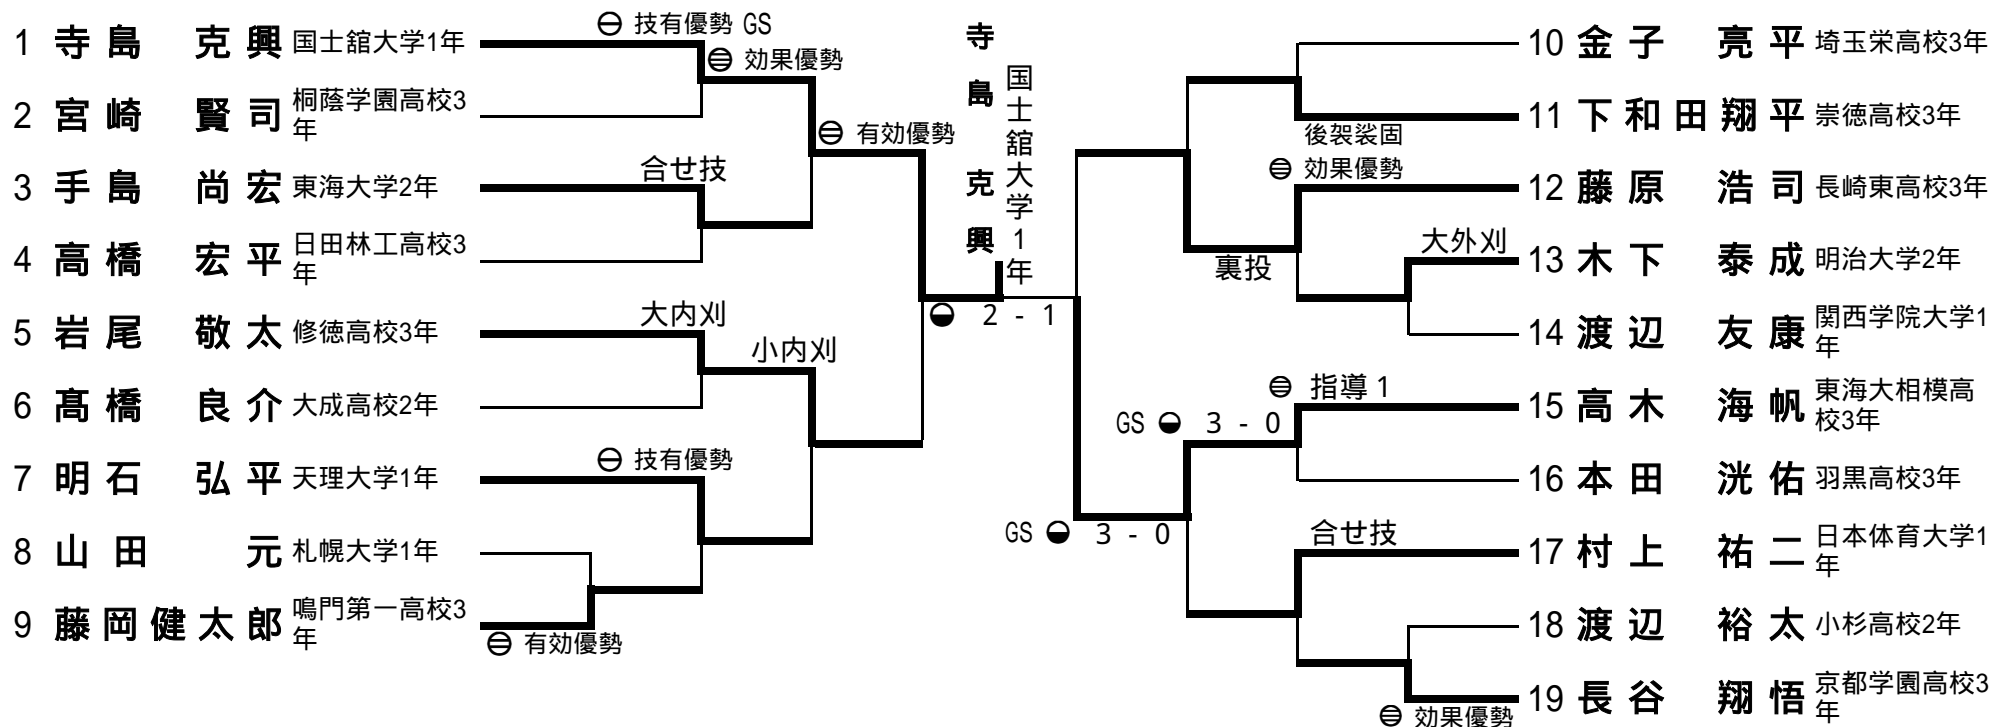 1 寺島 克興 国士舘大学1年
2 宮崎 賢司 桐蔭学園高校3
年
3 手島 尚宏 東海大学2年
4 高橋 宏平 日田林工高校3
年
5 岩尾 敬太 修徳高校3年
6 髙橋 良介 大成高校2年
7 明石 弘平 天理大学1年
8 山田 元 札幌大学1年
9 藤岡健太郎 鳴門第一高校3
年
技有優勢 GS
効果優勢
有効優勢
合せ技
大内刈
小内刈
技有優勢
有効優勢
寺島克興
国士舘大学1年
2 - 1
後袈裟固
効果優勢
大外刈
裏投
指導1
GS 3 - 0
GS 3 - 0
合せ技
効果優勢
10 金子 亮平 埼玉栄高校3年
11 下和田翔平 崇徳高校3年
12 藤原 浩司 長崎東高校3年
13 木下 泰成 明治大学2年
14 渡辺 友康 関西学院大学1
年
15 高木 海帆 東海大相模高
校3年
16 本田 洸佑 羽黒高校3年
17 村上 祐二 日本体育大学1
年
18 渡辺 裕太 小杉高校2年
19 長谷 翔悟 京都学園高校3
年